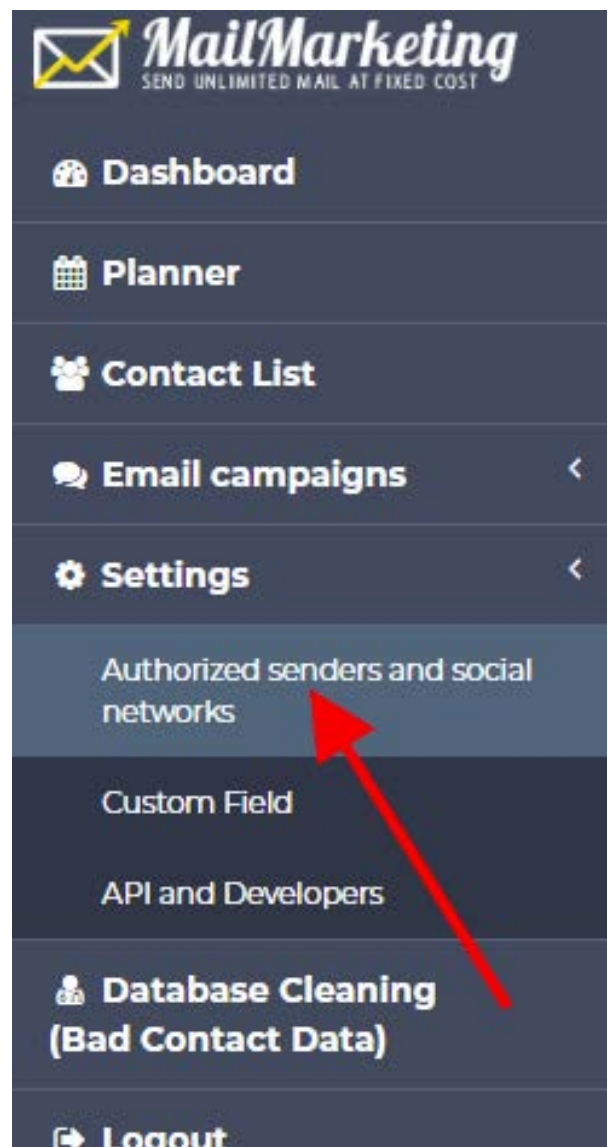 MailMarketing
SEND UNLIMITED MAIL AT FIXED COST
Dashboard
Planner
Contact List
Email campaigns
Settings
Authorized senders and social
networks
Custom Field
API and Developers
Database Cleaning
(Bad Contact Data)
Logout